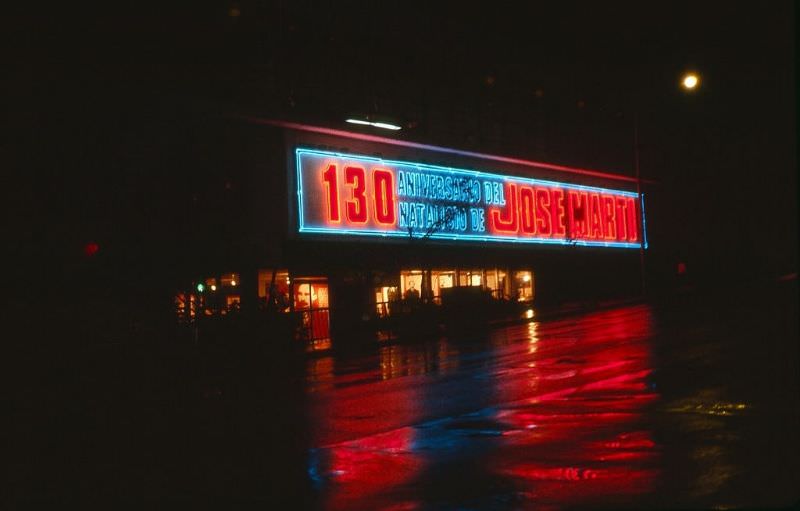 130 ANIVERSARIO DEL
NATALICIO DE JOSE MARTI